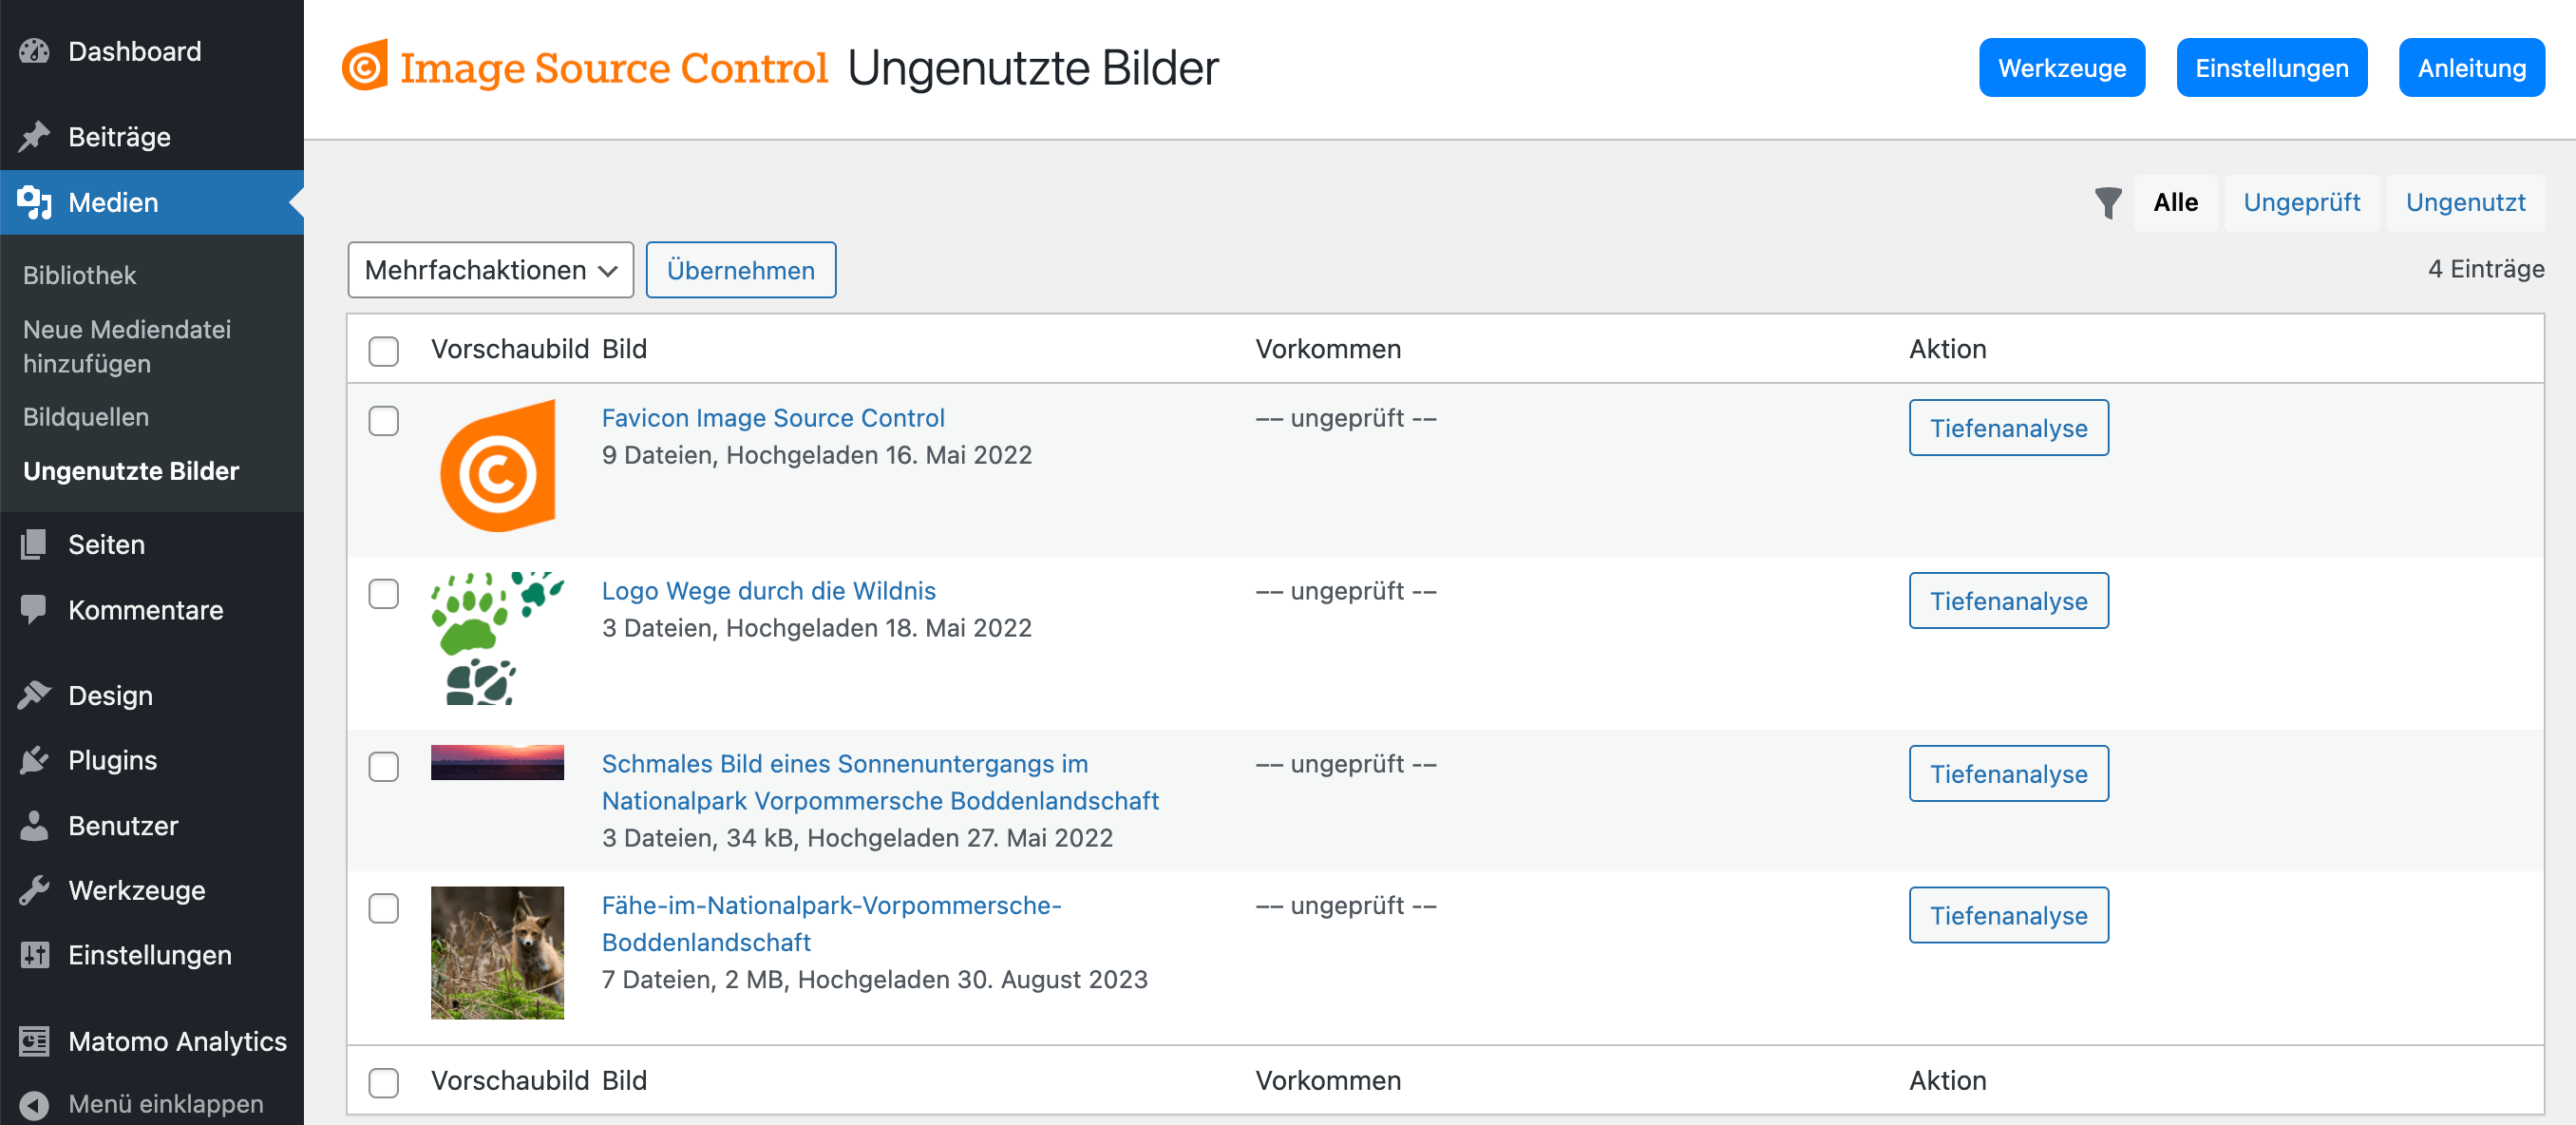 Dashboard
Beiträge
Medien
Bibliothek
Neue Mediendatei
hinzufügen
Bildquellen
Ungenutzte Bilder
Seiten
Kommentare
Design
Plugins
Benutzer
Werkzeuge
Einstellungen
Matomo Analytics
Menü einklappen
Image Source Control Ungenutzte Bilder
Werkzeuge Einstellungen Anleitung
Alle Ungeprüft Ungenutzt
Mehrfachaktionen Übernehmen 4 Einträge
Vorschaubild Bild Vorkommen Aktion
Favicon Image Source Control — ungeprüft –– Tiefenanalyse
9 Dateien, Hochgeladen 16. Mai 2022
Logo Wege durch die Wildnis — ungeprüft –– Tiefenanalyse
3 Dateien, Hochgeladen 18. Mai 2022
Schmales Bild eines Sonnenuntergangs im — ungeprüft –– Tiefenanalyse
Nationalpark Vorpommersche Boddenlandschaft
3 Dateien, 34 kB, Hochgeladen 27. Mai 2022
Fähe-im-Nationalpark-Vorpommersche- — ungeprüft –– Tiefenanalyse
Boddenlandschaft
7 Dateien, 2 MB, Hochgeladen 30. August 2023
Vorschaubild Bild Vorkommen Aktion